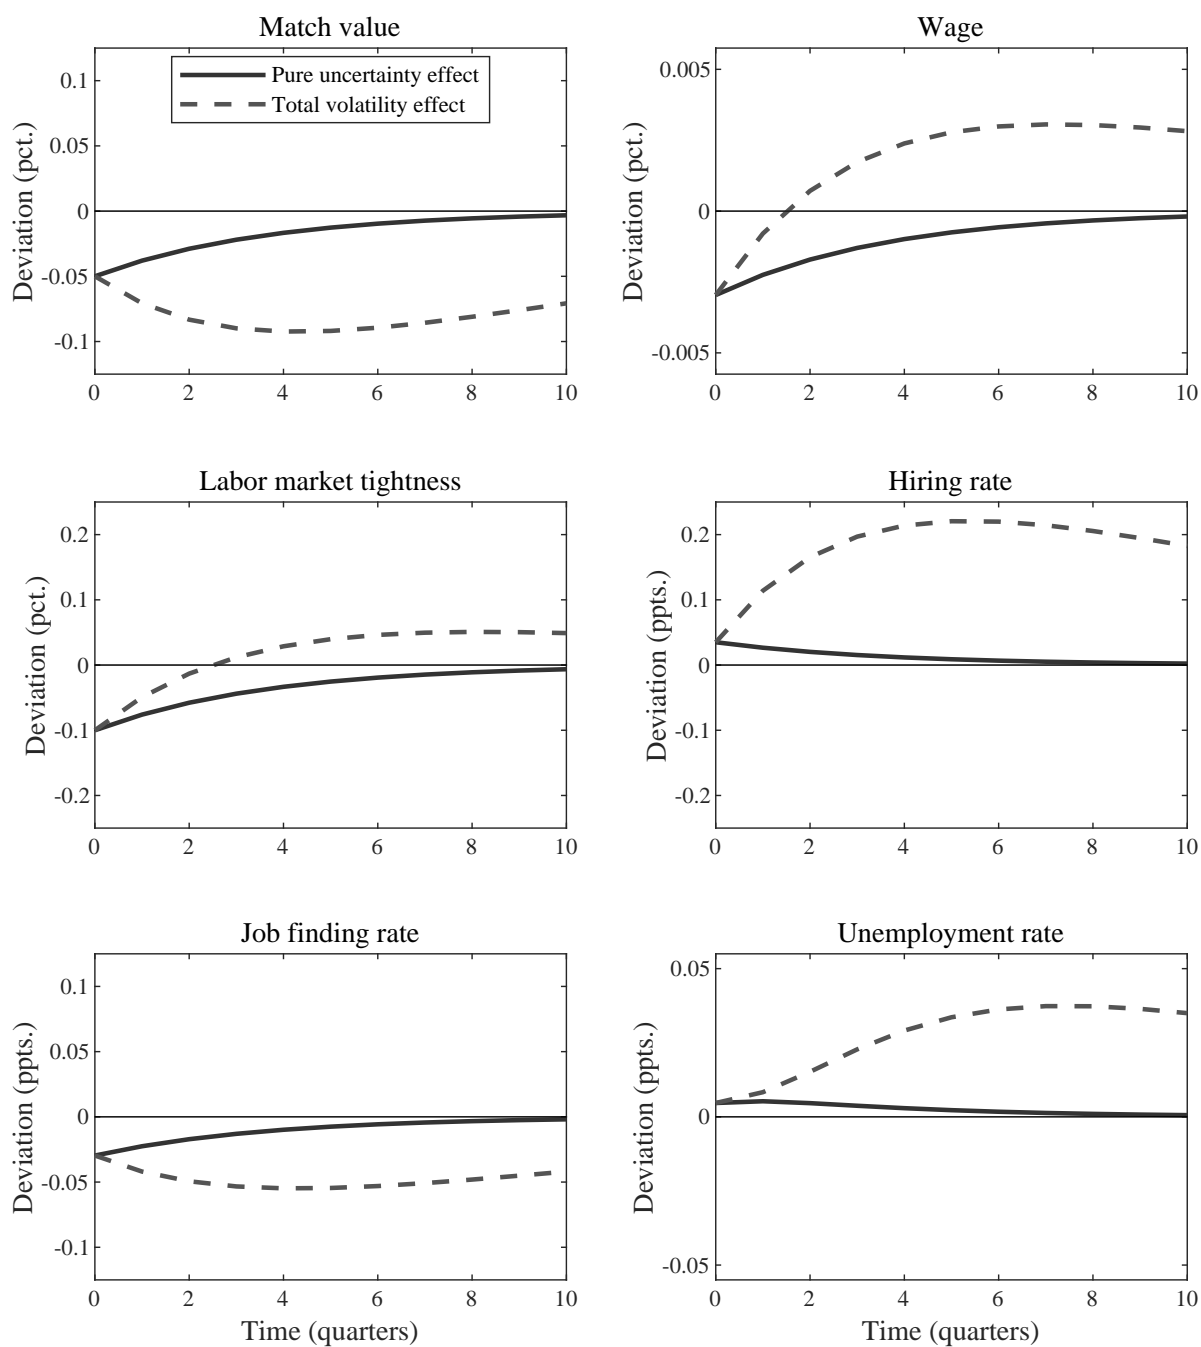 Match value
Pure uncertainty effect
Total volatility effect
Deviation (pct.)
0.1
0.05
0
-0.05
-0.1
0 2 4 6 8 10
Wage
Deviation (pct.)
0.005
0
-0.005
0 2 4 6 8 10
Labor market tightness
Deviation (pct.)
0.2
0.1
0
-0.1
-0.2
0 2 4 6 8 10
Hiring rate
Deviation (ppts.)
0.2
0.1
0
-0.1
-0.2
0 2 4 6 8 10
Job finding rate
Deviation (ppts.)
0.1
0.05
0
-0.05
-0.1
0 2 4 6 8 10
Time (quarters)
Unemployment rate
Deviation (ppts.)
0.05
0
-0.05
0 2 4 6 8 10
Time (quarters)